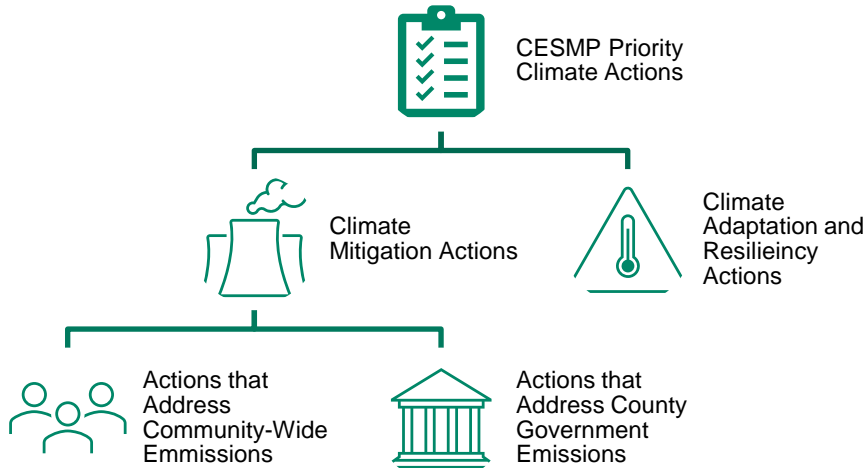 CESMP Priority
Climate Actions
Climate
Mitigation Actions
Climate
Adaptation and
Resilieincy
Actions
Actions that
Address
Community-Wide
Emmissions
Actions that
Address County
Government
Emissions